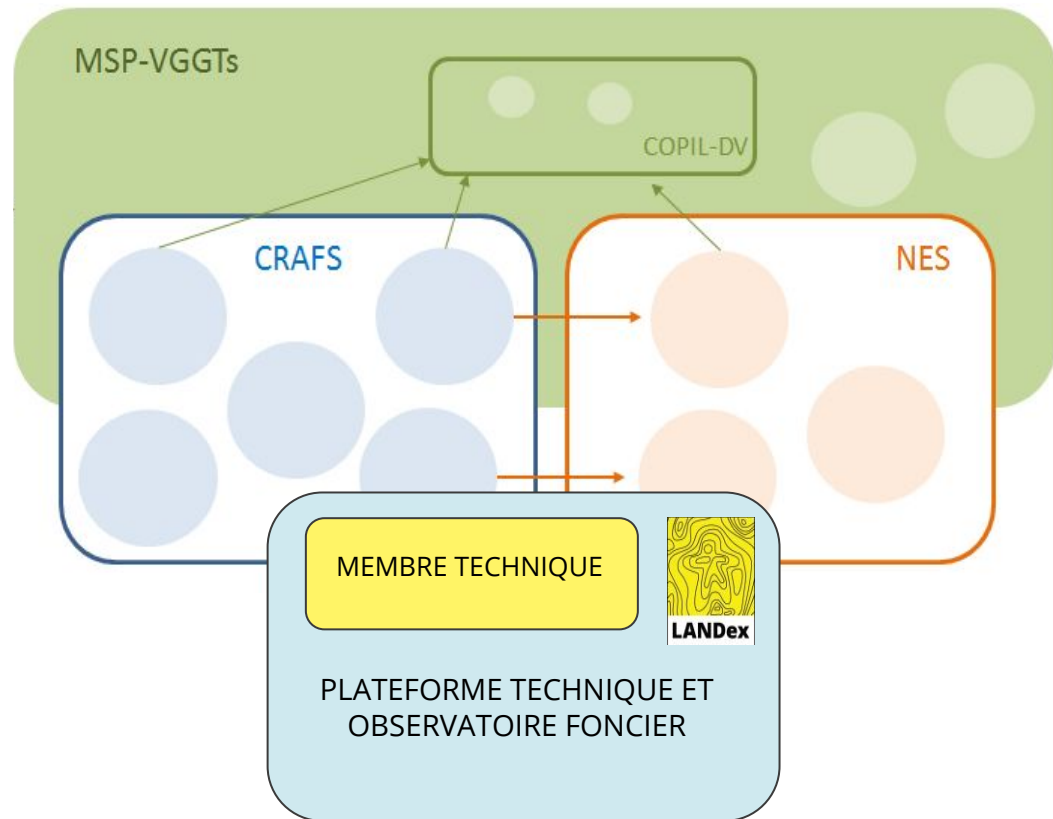 MSP-VGGTs
COPIL-DV
CRAFS
NES
MEMBRE TECHNIQUE
LANDex
PLATEFORME TECHNIQUE ET
OBSERVATOIRE FONCIER